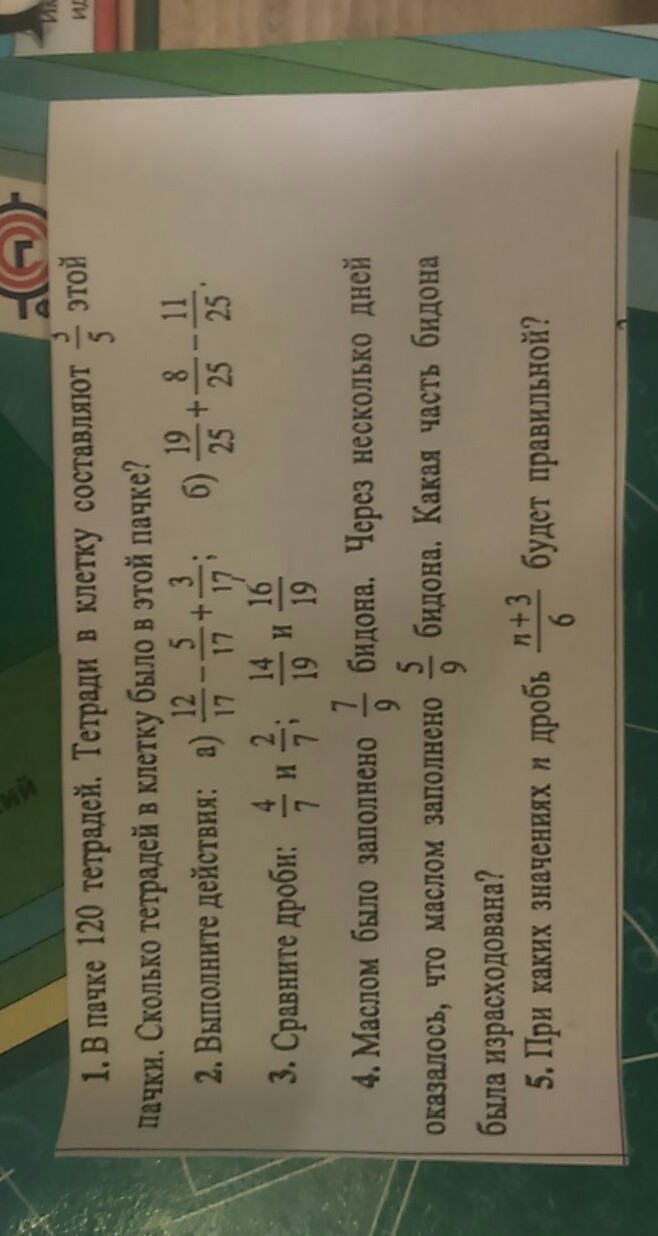 1. В пачке 120 тетрадей. Тетради в клетку составляют 3/5 этой
пачки. Сколько тетрадей в клетку было в этой пачке?
2. Выполните действия: а) 12/17 − 5/17 + 3/17; б) 19/25 + 8/25 − 11/25.
3. Сравните дроби: 4/7 и 2/7; 14/19 и 16/19
4. Маслом было заполнено 7/9 бидона. Через несколько дней
оказалось, что маслом заполнено 5/9 бидона. Какая часть бидона
была израсходована?
5. При каких значениях n дробь (n+3)/6 будет правильной?